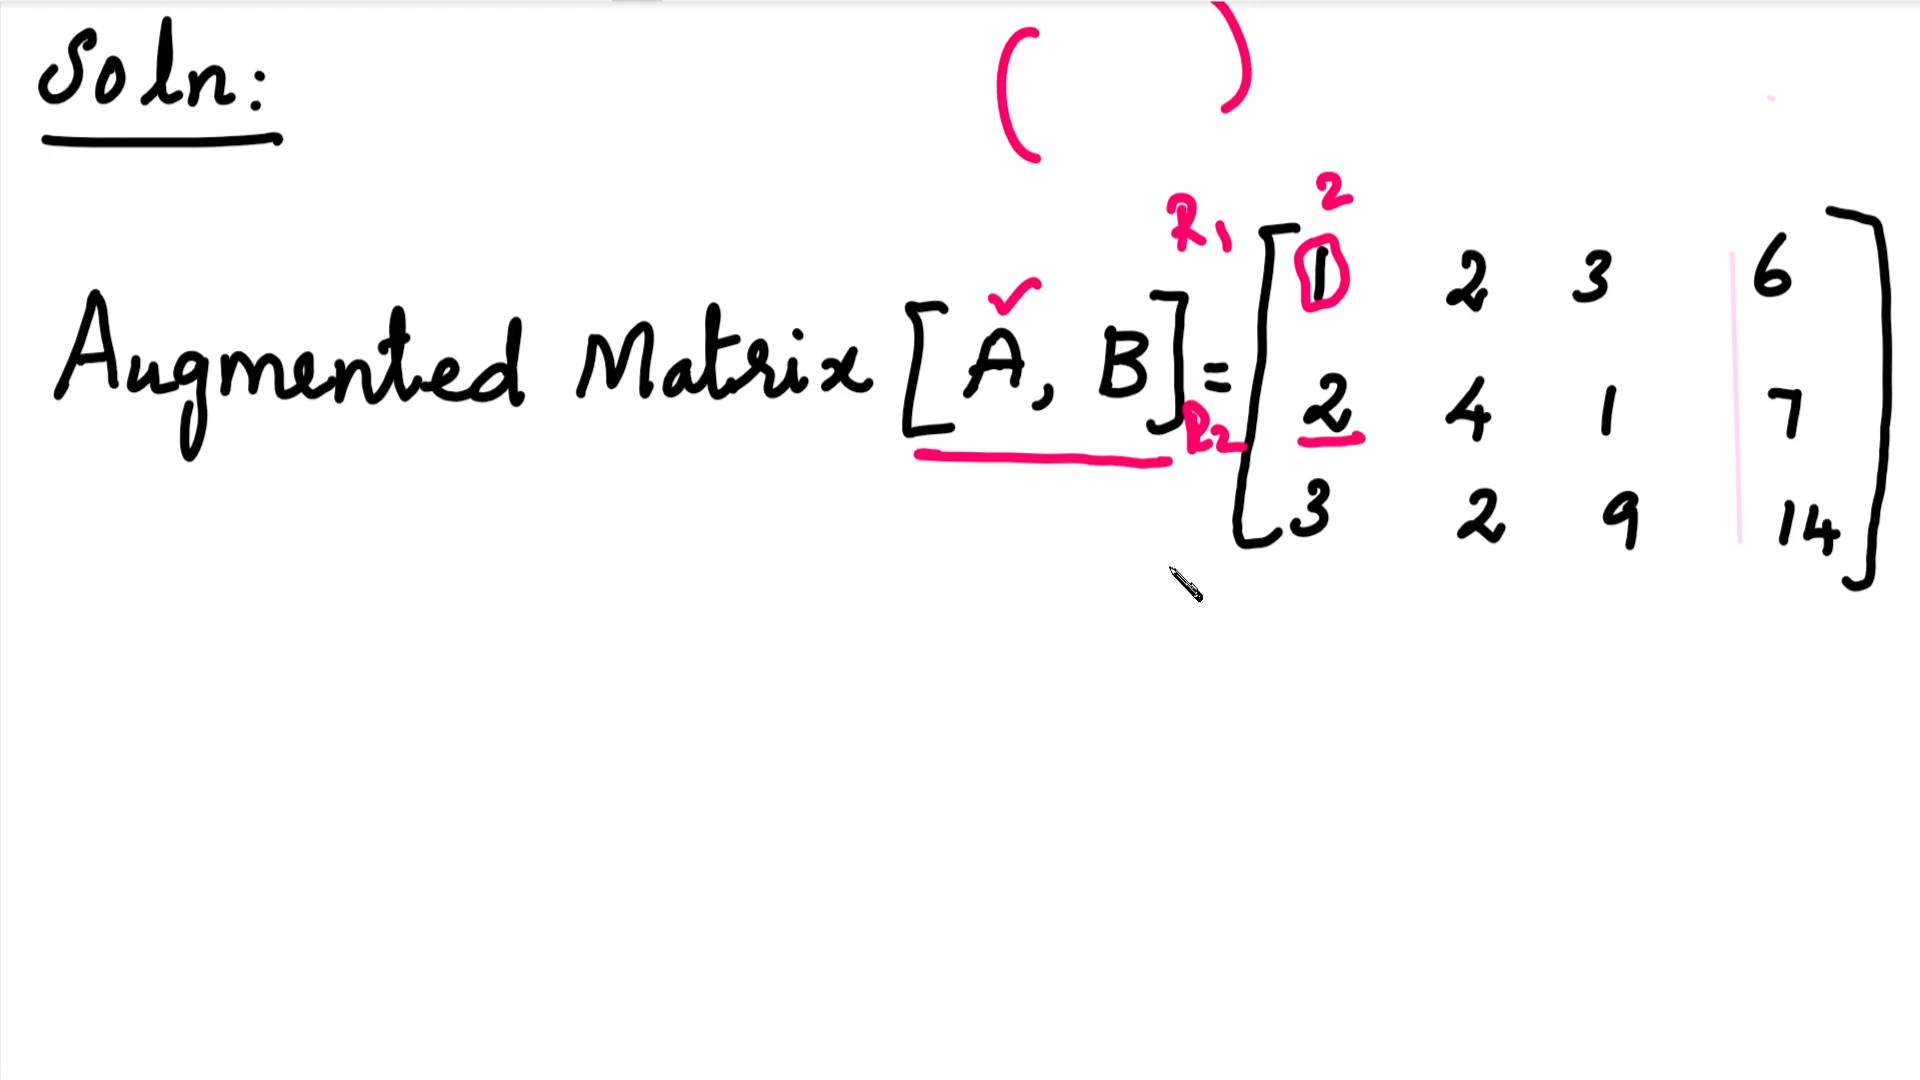 Soln:
( )
2
R1
1 2 3 6
Augmented Matrix [A, B] =
R2
2 4 1 7
3 2 9 14